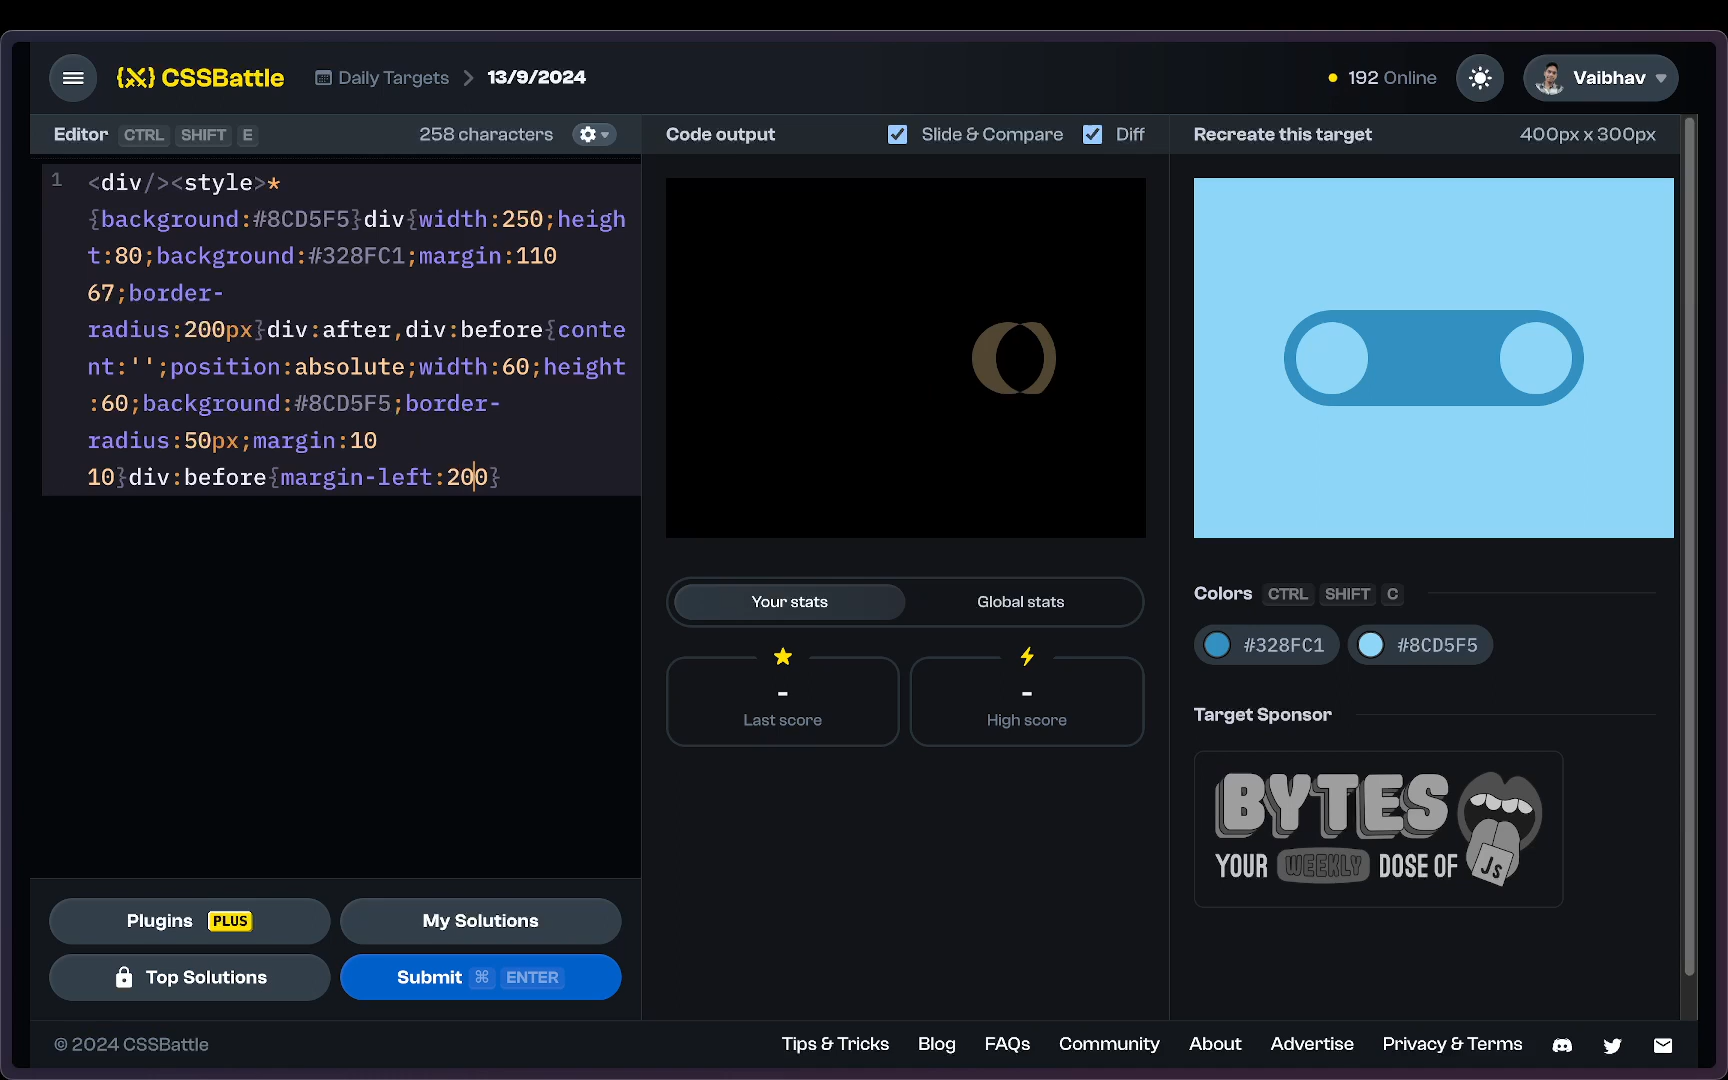 CSSBattle
Daily Targets
13/9/2024
192 Online
Vaibhav
Editor CTRL SHIFT E
258 characters
Code output
Slide & Compare
Diff
Recreate this target
400px x 300px
1
<div/><style>*
{background:#8CD5F5}div{width:250;heigh
t:80;background:#328FC1;margin:110
67;border-
radius:200px}div:after,div:before{conte
nt:'';position:absolute;width:60;height
:60;background:#8CD5F5;border-
radius:50px;margin:10
10}div:before{margin-left:200}
Your stats
Global stats
-
Last score
-
High score
Colors CTRL SHIFT C
#328FC1
#8CD5F5
Target Sponsor
BYTES
YOUR WEEKLY DOSE OF JS
Plugins PLUS
My Solutions
Top Solutions
Submit ⌘ ENTER
© 2024 CSSBattle
Tips & Tricks
Blog
FAQs
Community
About
Advertise
Privacy & Terms